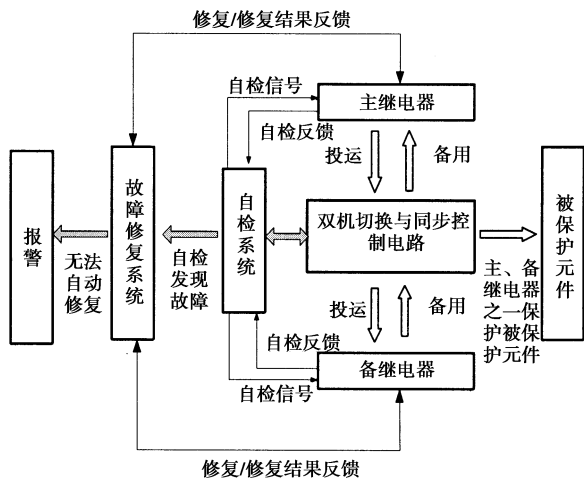 修复/修复结果反馈
自检信号
主继电器
自检反馈
投运
备用
报警
故障修复系统
自检系统
双机切换与同步控
制电路
被保护元件
无法
自动
修复
自检
发现
故障
主、备
继电器
之一保
护被保
护元件
投运
备用
自检反馈
备继电器
自检信号
修复/修复结果反馈